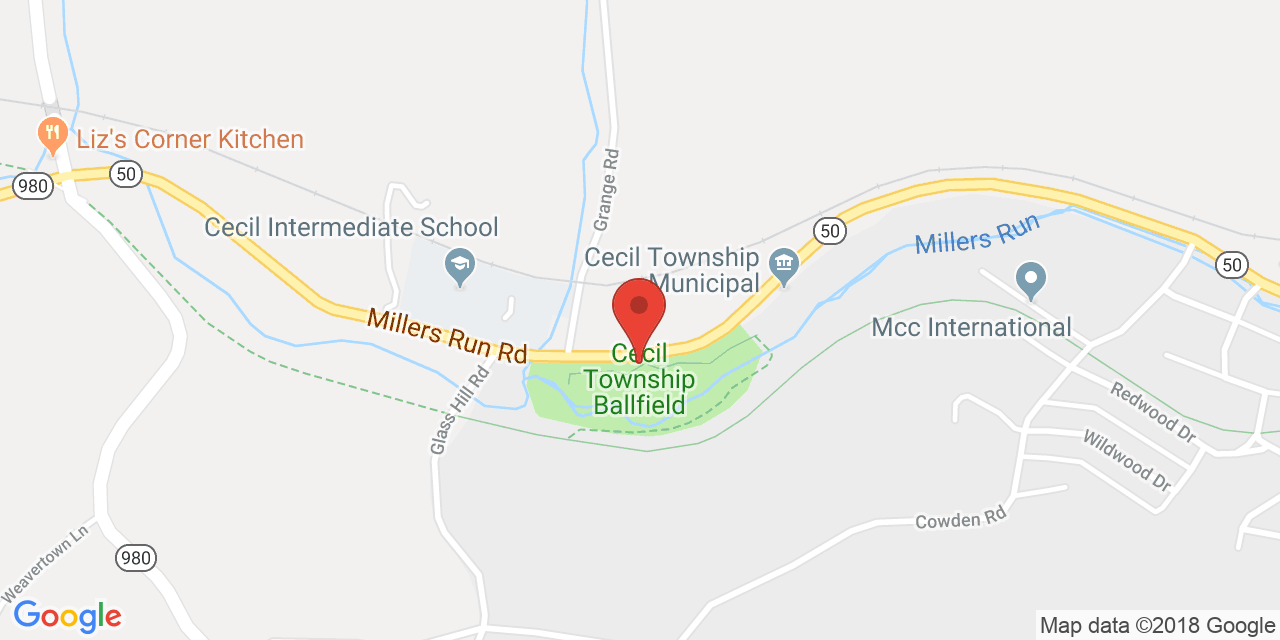 Liz's Corner Kitchen
50
980
Grange Rd
Cecil Intermediate School
50
Millers Run
Cecil Township
Municipal
50
Mcc International
Millers Run Rd
Cecil
Township
Ballfield
Glass Hill Rd
Redwood Dr
Wildwood Dr
Cowden Rd
Weavertown Ln
980
Google
Map data ©2018 Google